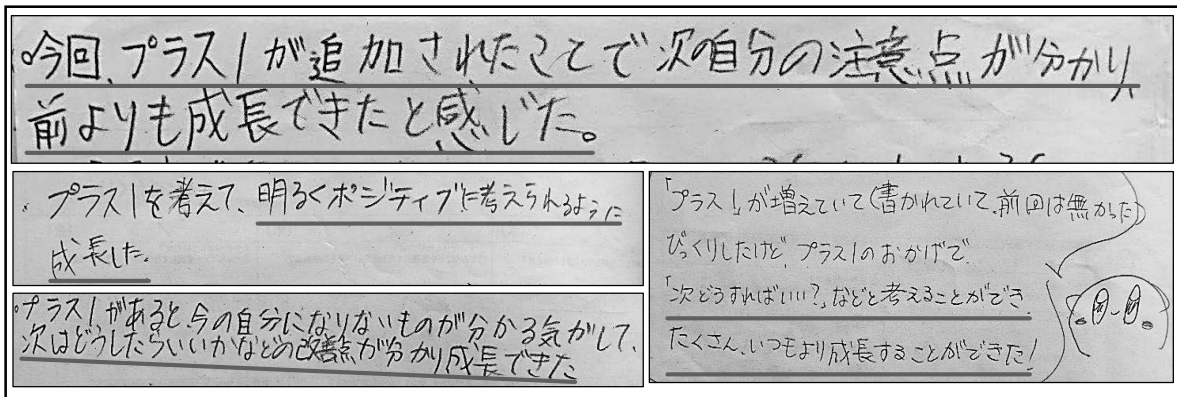 ・今回、プラス1が追加されたことで次の自分の注意点が分かり、
前よりも成長できたと感じた。
・プラス1を考えて、明るくポジティブに考えられるように
成長した。
・プラス1があると、今の自分になりないものが分かる気がして、
次はどうしたらいいかなどの改善点が分かり成長できた
「プラス1」が増えていて(書かれていて、前回は無かった)
びっくりしたけど、プラス1のおかげで
「次どうすればいい?」などと考えることができ、
たくさん、いつもより成長することができた!